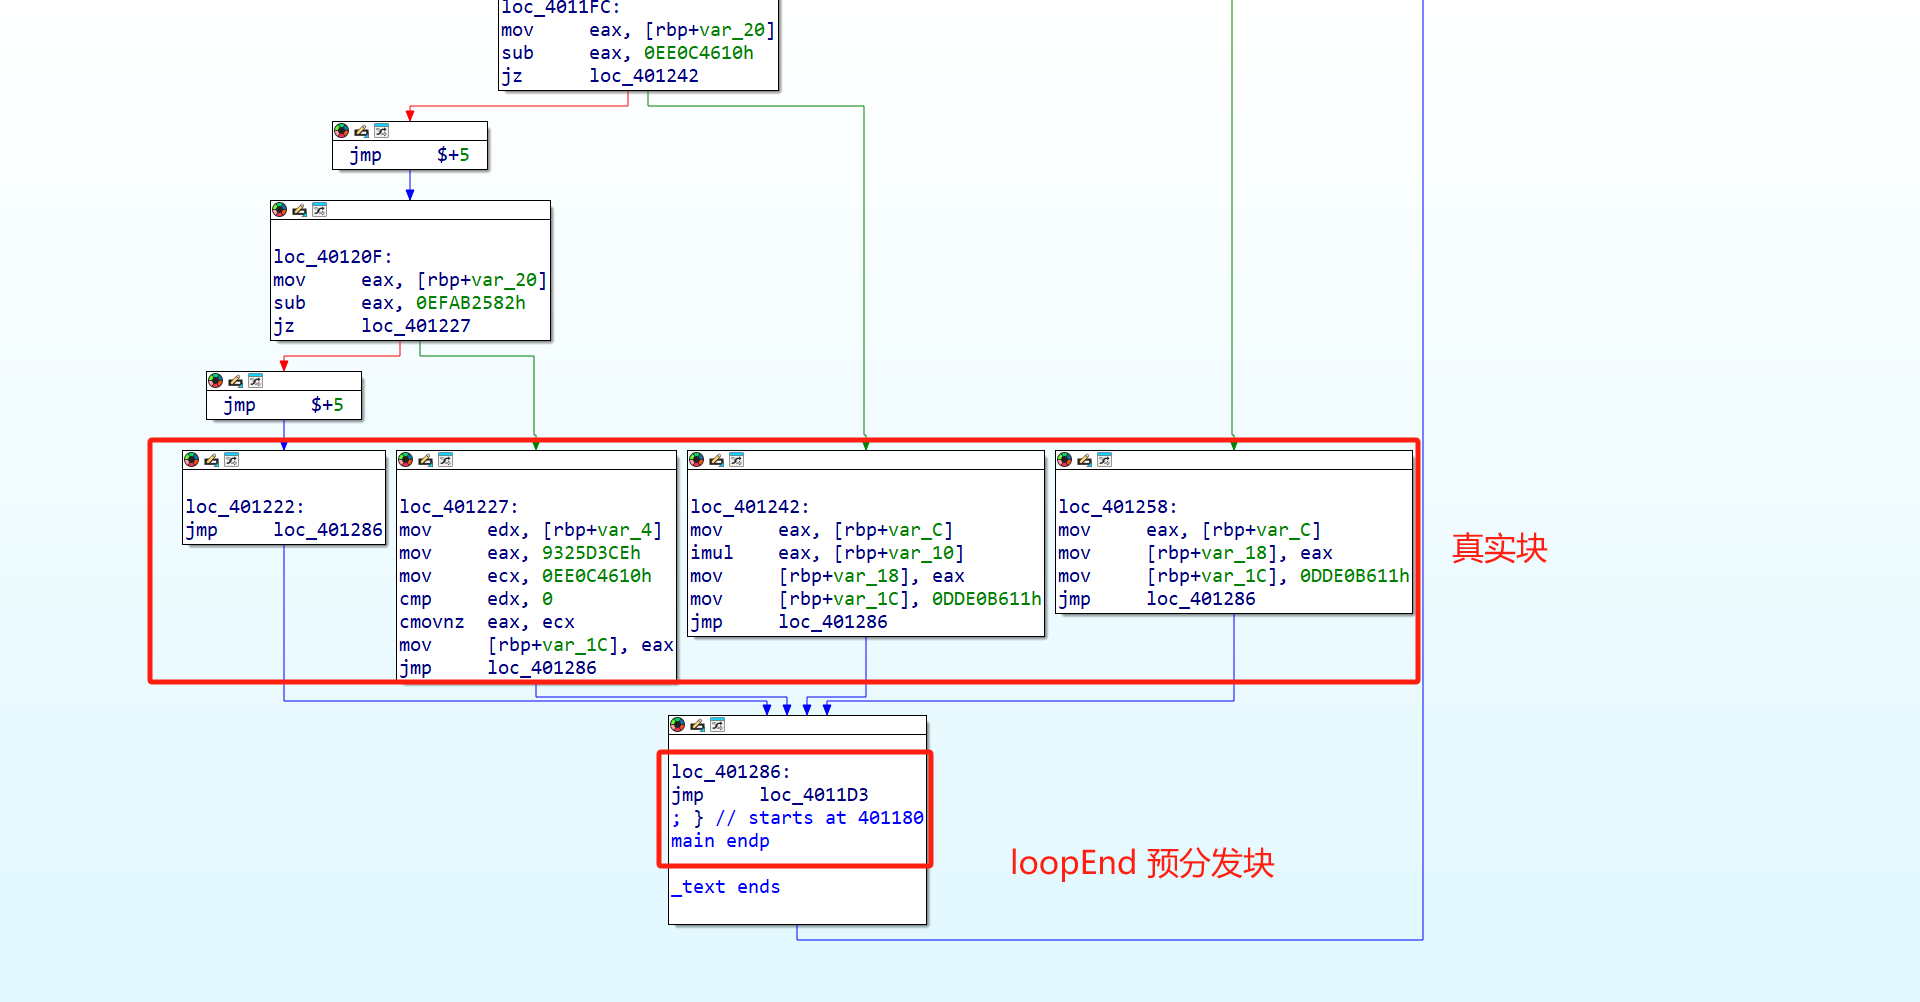 loc_4011FC:
mov eax, [rbp+var_20]
sub eax, 0EE0C4610h
jz loc_401242
jmp $+5
loc_40120F:
mov eax, [rbp+var_20]
sub eax, 0EFAB2582h
jz loc_401227
jmp $+5
loc_401222:
jmp loc_401286
loc_401227:
mov edx, [rbp+var_4]
mov eax, 9325D3CEh
mov ecx, 0EE0C4610h
cmp edx, 0
cmovnz eax, ecx
mov [rbp+var_1C], eax
jmp loc_401286
loc_401242:
mov eax, [rbp+var_C]
imul eax, [rbp+var_10]
mov [rbp+var_18], eax
mov [rbp+var_1C], 0DDE0B611h
jmp loc_401286
loc_401258:
mov eax, [rbp+var_C]
mov [rbp+var_18], eax
mov [rbp+var_1C], 0DDE0B611h
jmp loc_401286
真实块
loc_401286:
jmp loc_4011D3
; } // starts at 401180
main endp
_text ends
loopEnd 预分发块